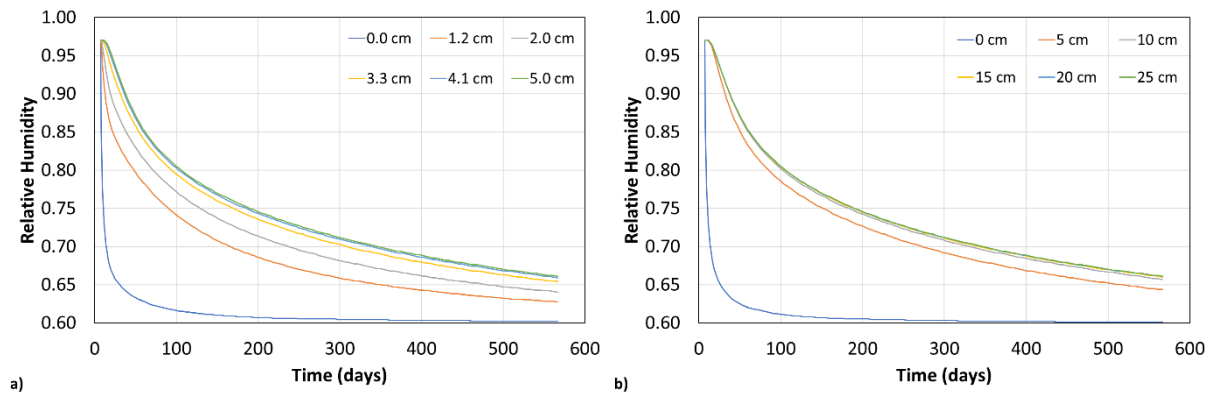 1.00
0.95
0.90
0.85
0.80
0.75
0.70
0.65
0.60
Relative Humidity
0.0 cm 1.2 cm 2.0 cm
3.3 cm 4.1 cm 5.0 cm
0 100 200 300 400 500 600
Time (days)
a)
1.00
0.95
0.90
0.85
0.80
0.75
0.70
0.65
0.60
Relative Humidity
0 cm 5 cm 10 cm
15 cm 20 cm 25 cm
0 100 200 300 400 500 600
Time (days)
b)